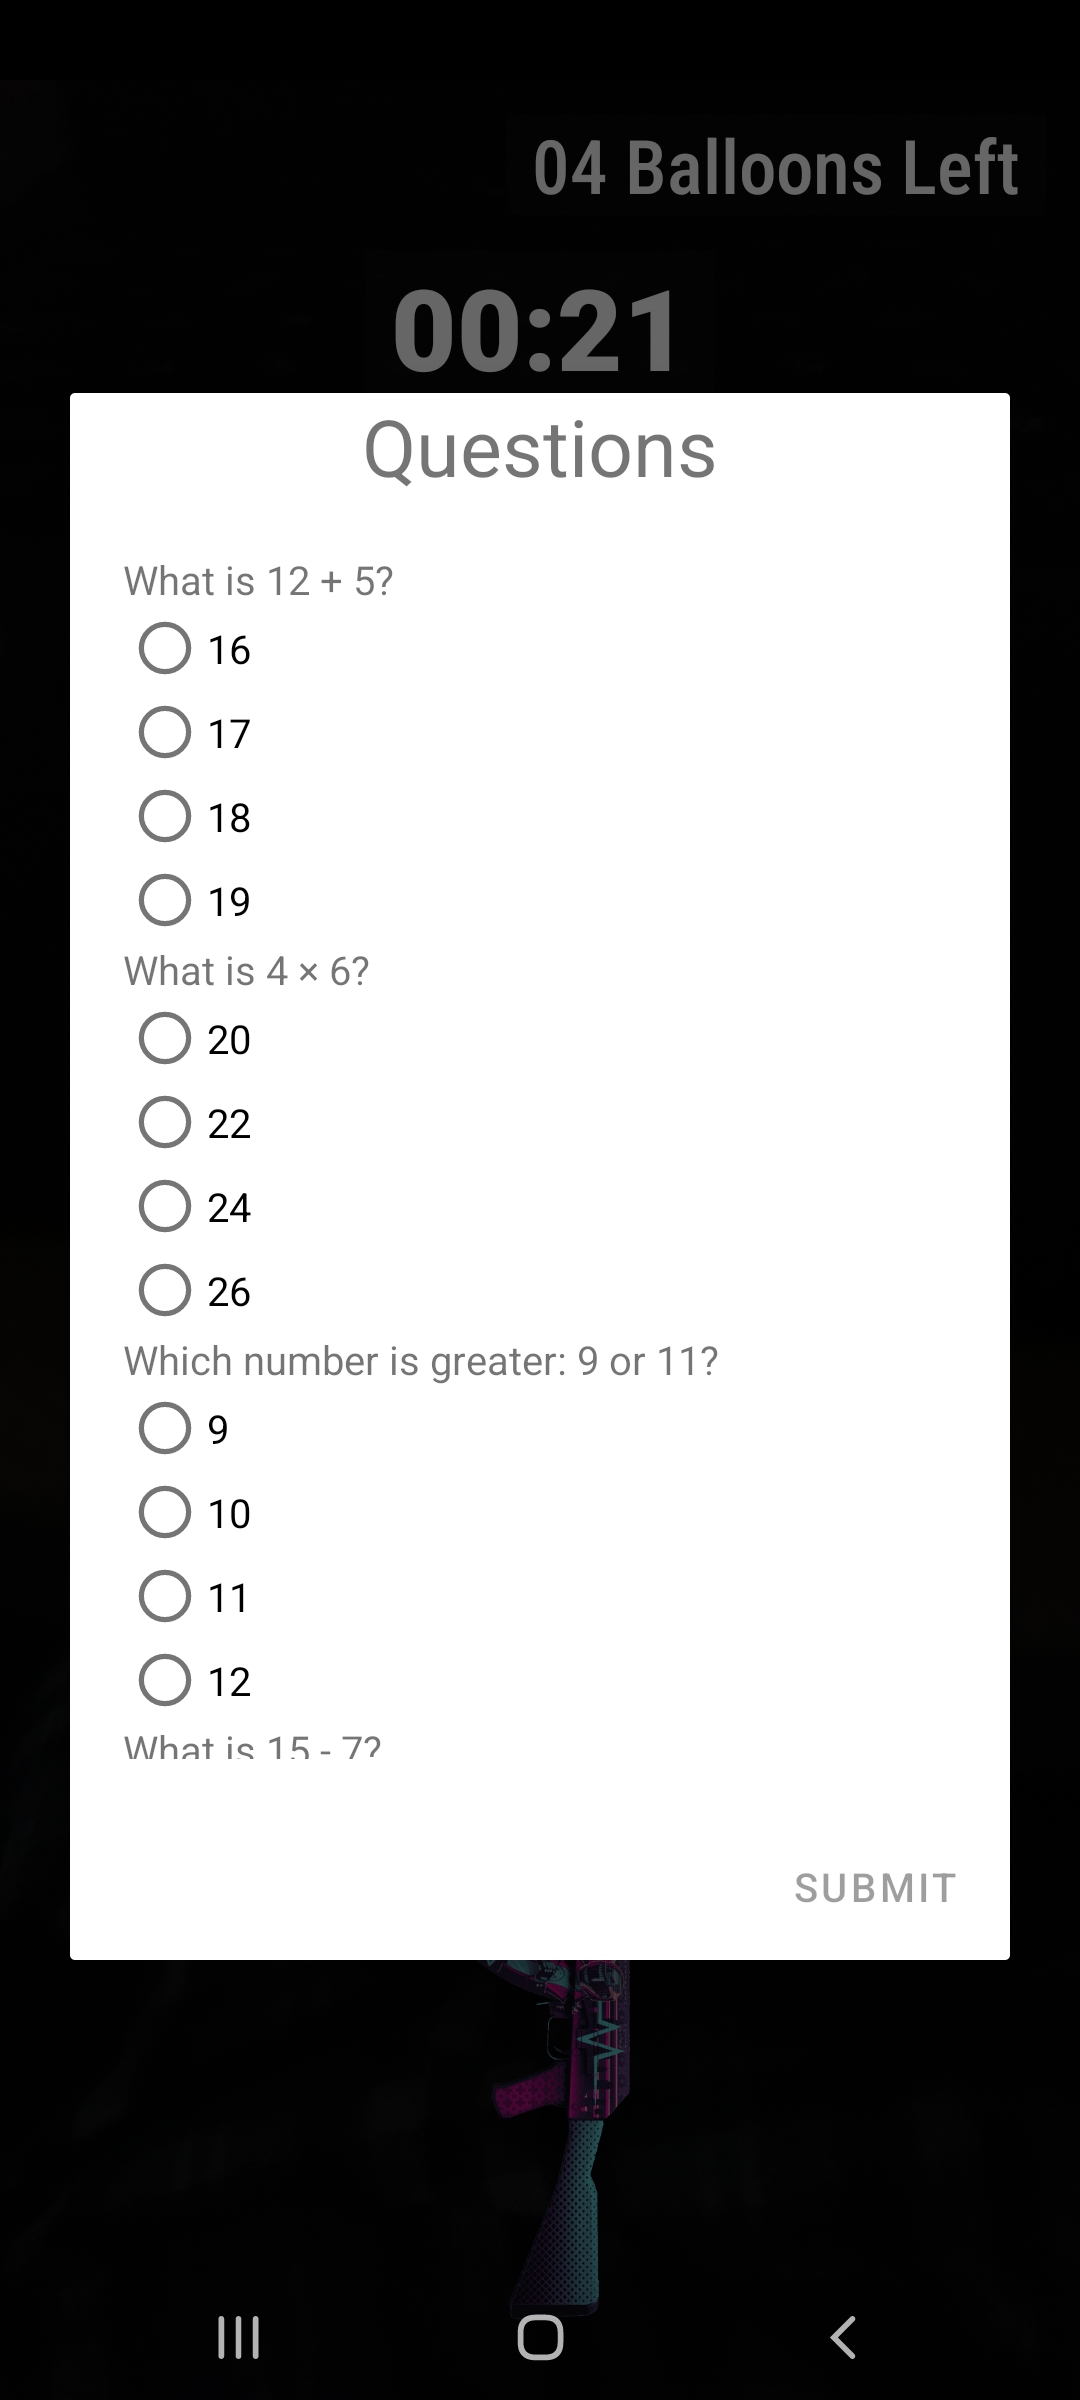 04 Balloons Left
00:21
Questions
What is 12 + 5?
16
17
18
19
What is 4 × 6?
20
22
24
26
Which number is greater: 9 or 11?
9
10
11
12
What is 15 - 7?
SUBMIT